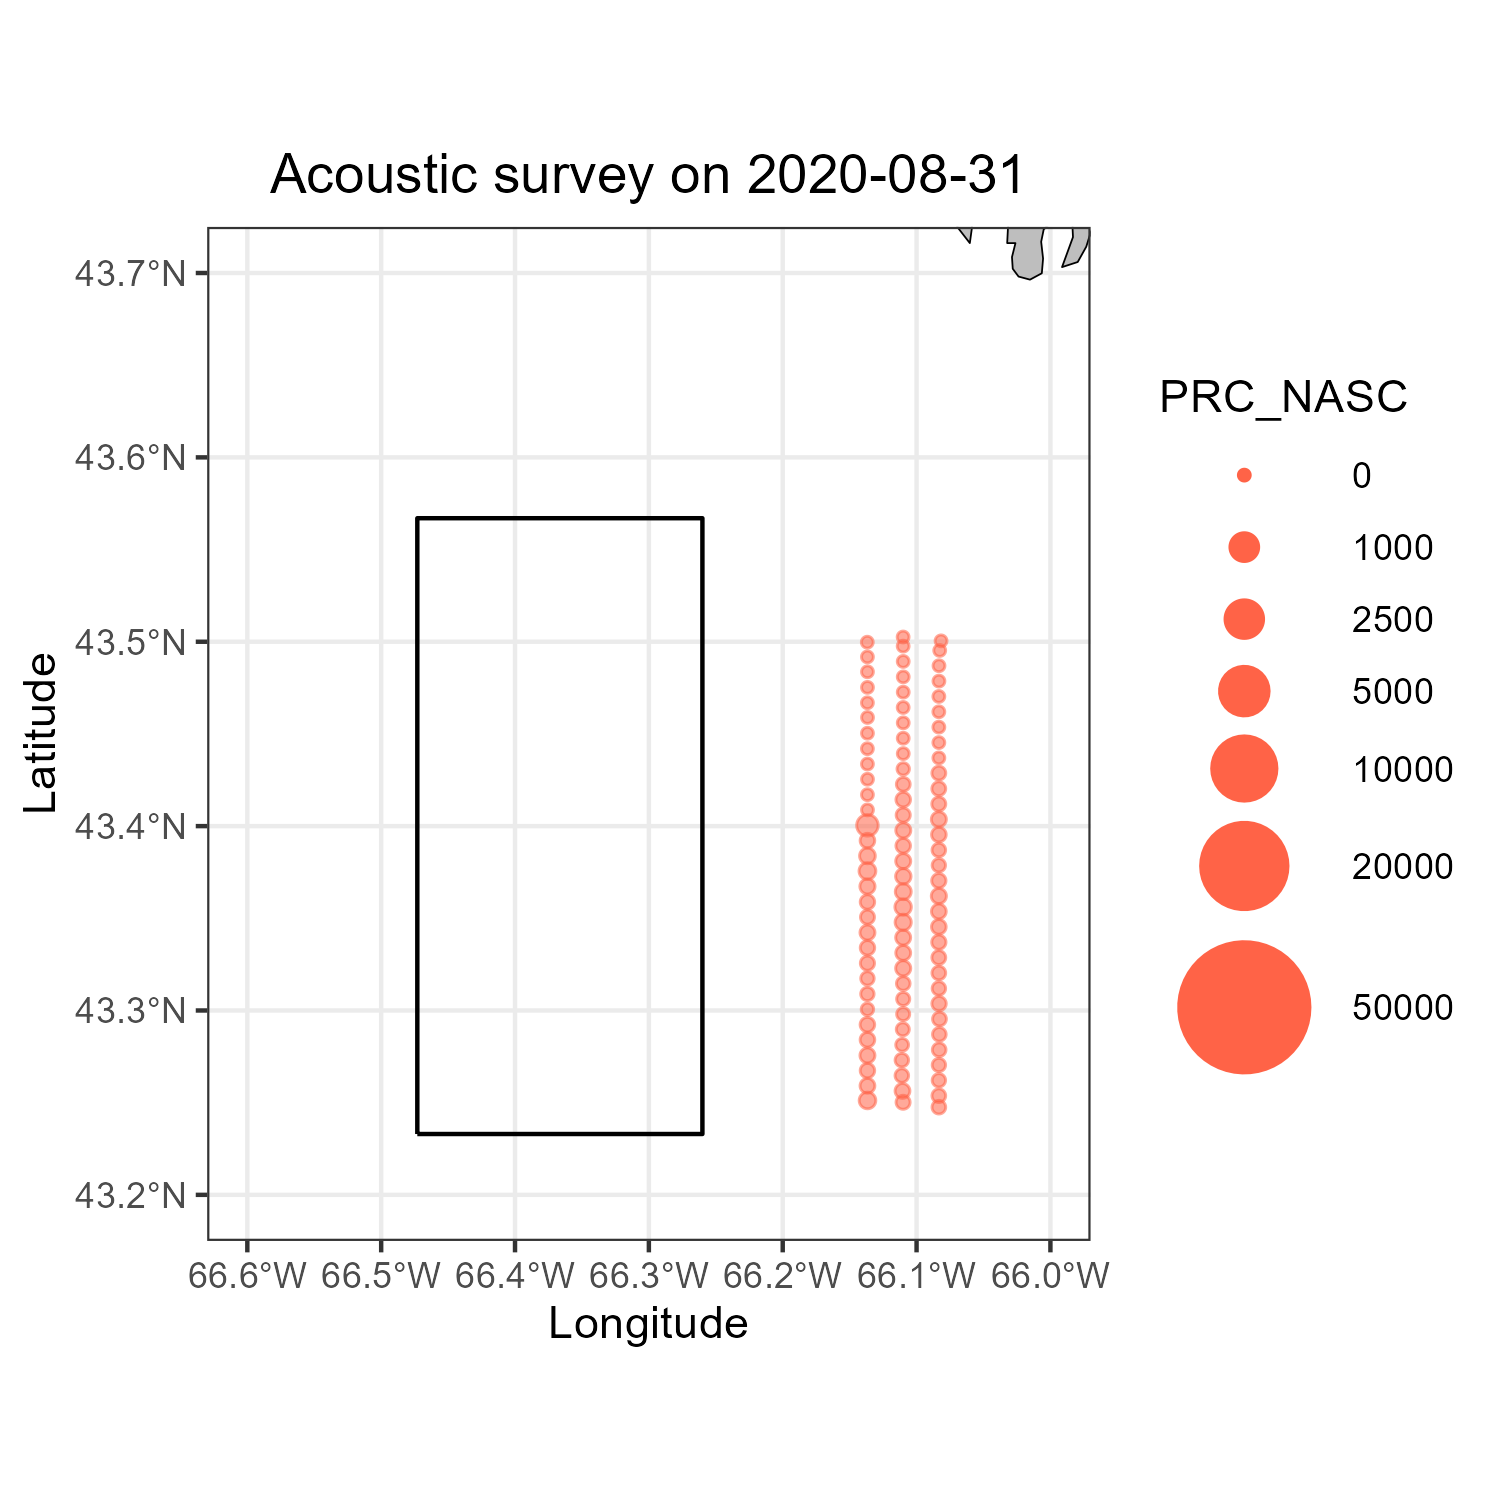 Acoustic survey on 2020-08-31
43.7°N
43.6°N
43.5°N
43.4°N
43.3°N
43.2°N
Latitude
66.6°W 66.5°W 66.4°W 66.3°W 66.2°W 66.1°W 66.0°W
Longitude
PRC_NASC
0
1000
2500
5000
10000
20000
50000